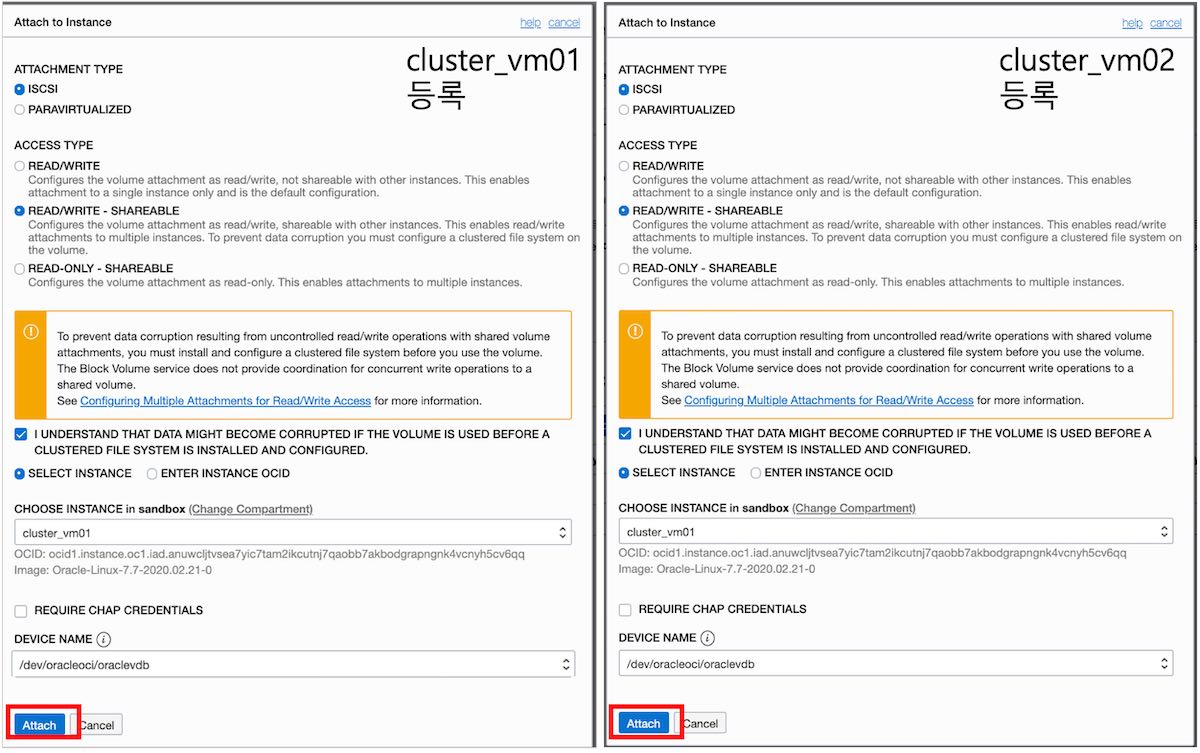 Attach to Instance
help cancel
cluster_vm01
등록
ATTACHMENT TYPE
ISCSI
PARAVIRTUALIZED
ACCESS TYPE
READ/WRITE
Configures the volume attachment as read/write, not shareable with other instances. This enables
attachment to a single instance only and is the default configuration.
READ/WRITE - SHAREABLE
Configures the volume attachment as read/write, shareable with other instances. This enables read/write
attachments to multiple instances. To prevent data corruption you must configure a clustered file system on
the volume.
READ-ONLY - SHAREABLE
Configures the volume attachment as read-only. This enables attachments to multiple instances.
To prevent data corruption resulting from uncontrolled read/write operations with shared volume
attachments, you must install and configure a clustered file system before you use the volume.
The Block Volume service does not provide coordination for concurrent write operations to a
shared volume.
See Configuring Multiple Attachments for Read/Write Access for more information.
I UNDERSTAND THAT DATA MIGHT BECOME CORRUPTED IF THE VOLUME IS USED BEFORE A
CLUSTERED FILE SYSTEM IS INSTALLED AND CONFIGURED.
SELECT INSTANCE ENTER INSTANCE OCID
CHOOSE INSTANCE in sandbox (Change Compartment)
cluster_vm01
OCID: ocid1.instance.oc1.iad.anuwcljtvsea7yic7tam2ikcutnj7qaobb7akbodgrapngnk4vcnyh5cv6qq
Image: Oracle-Linux-7.7-2020.02.21-0
REQUIRE CHAP CREDENTIALS
DEVICE NAME
/dev/oracleoci/oraclevdb
Attach Cancel
Attach to Instance
help cancel
cluster_vm02
등록
ATTACHMENT TYPE
ISCSI
PARAVIRTUALIZED
ACCESS TYPE
READ/WRITE
Configures the volume attachment as read/write, not shareable with other instances. This enables
attachment to a single instance only and is the default configuration.
READ/WRITE - SHAREABLE
Configures the volume attachment as read/write, shareable with other instances. This enables read/write
attachments to multiple instances. To prevent data corruption you must configure a clustered file system on
the volume.
READ-ONLY - SHAREABLE
Configures the volume attachment as read-only. This enables attachments to multiple instances.
To prevent data corruption resulting from uncontrolled read/write operations with shared volume
attachments, you must install and configure a clustered file system before you use the volume.
The Block Volume service does not provide coordination for concurrent write operations to a
shared volume.
See Configuring Multiple Attachments for Read/Write Access for more information.
I UNDERSTAND THAT DATA MIGHT BECOME CORRUPTED IF THE VOLUME IS USED BEFORE A
CLUSTERED FILE SYSTEM IS INSTALLED AND CONFIGURED.
SELECT INSTANCE ENTER INSTANCE OCID
CHOOSE INSTANCE in sandbox (Change Compartment)
cluster_vm01
OCID: ocid1.instance.oc1.iad.anuwcljtvsea7yic7tam2ikcutnj7qaobb7akbodgrapngnk4vcnyh5cv6qq
Image: Oracle-Linux-7.7-2020.02.21-0
REQUIRE CHAP CREDENTIALS
DEVICE NAME
/dev/oracleoci/oraclevdb
Attach Cancel